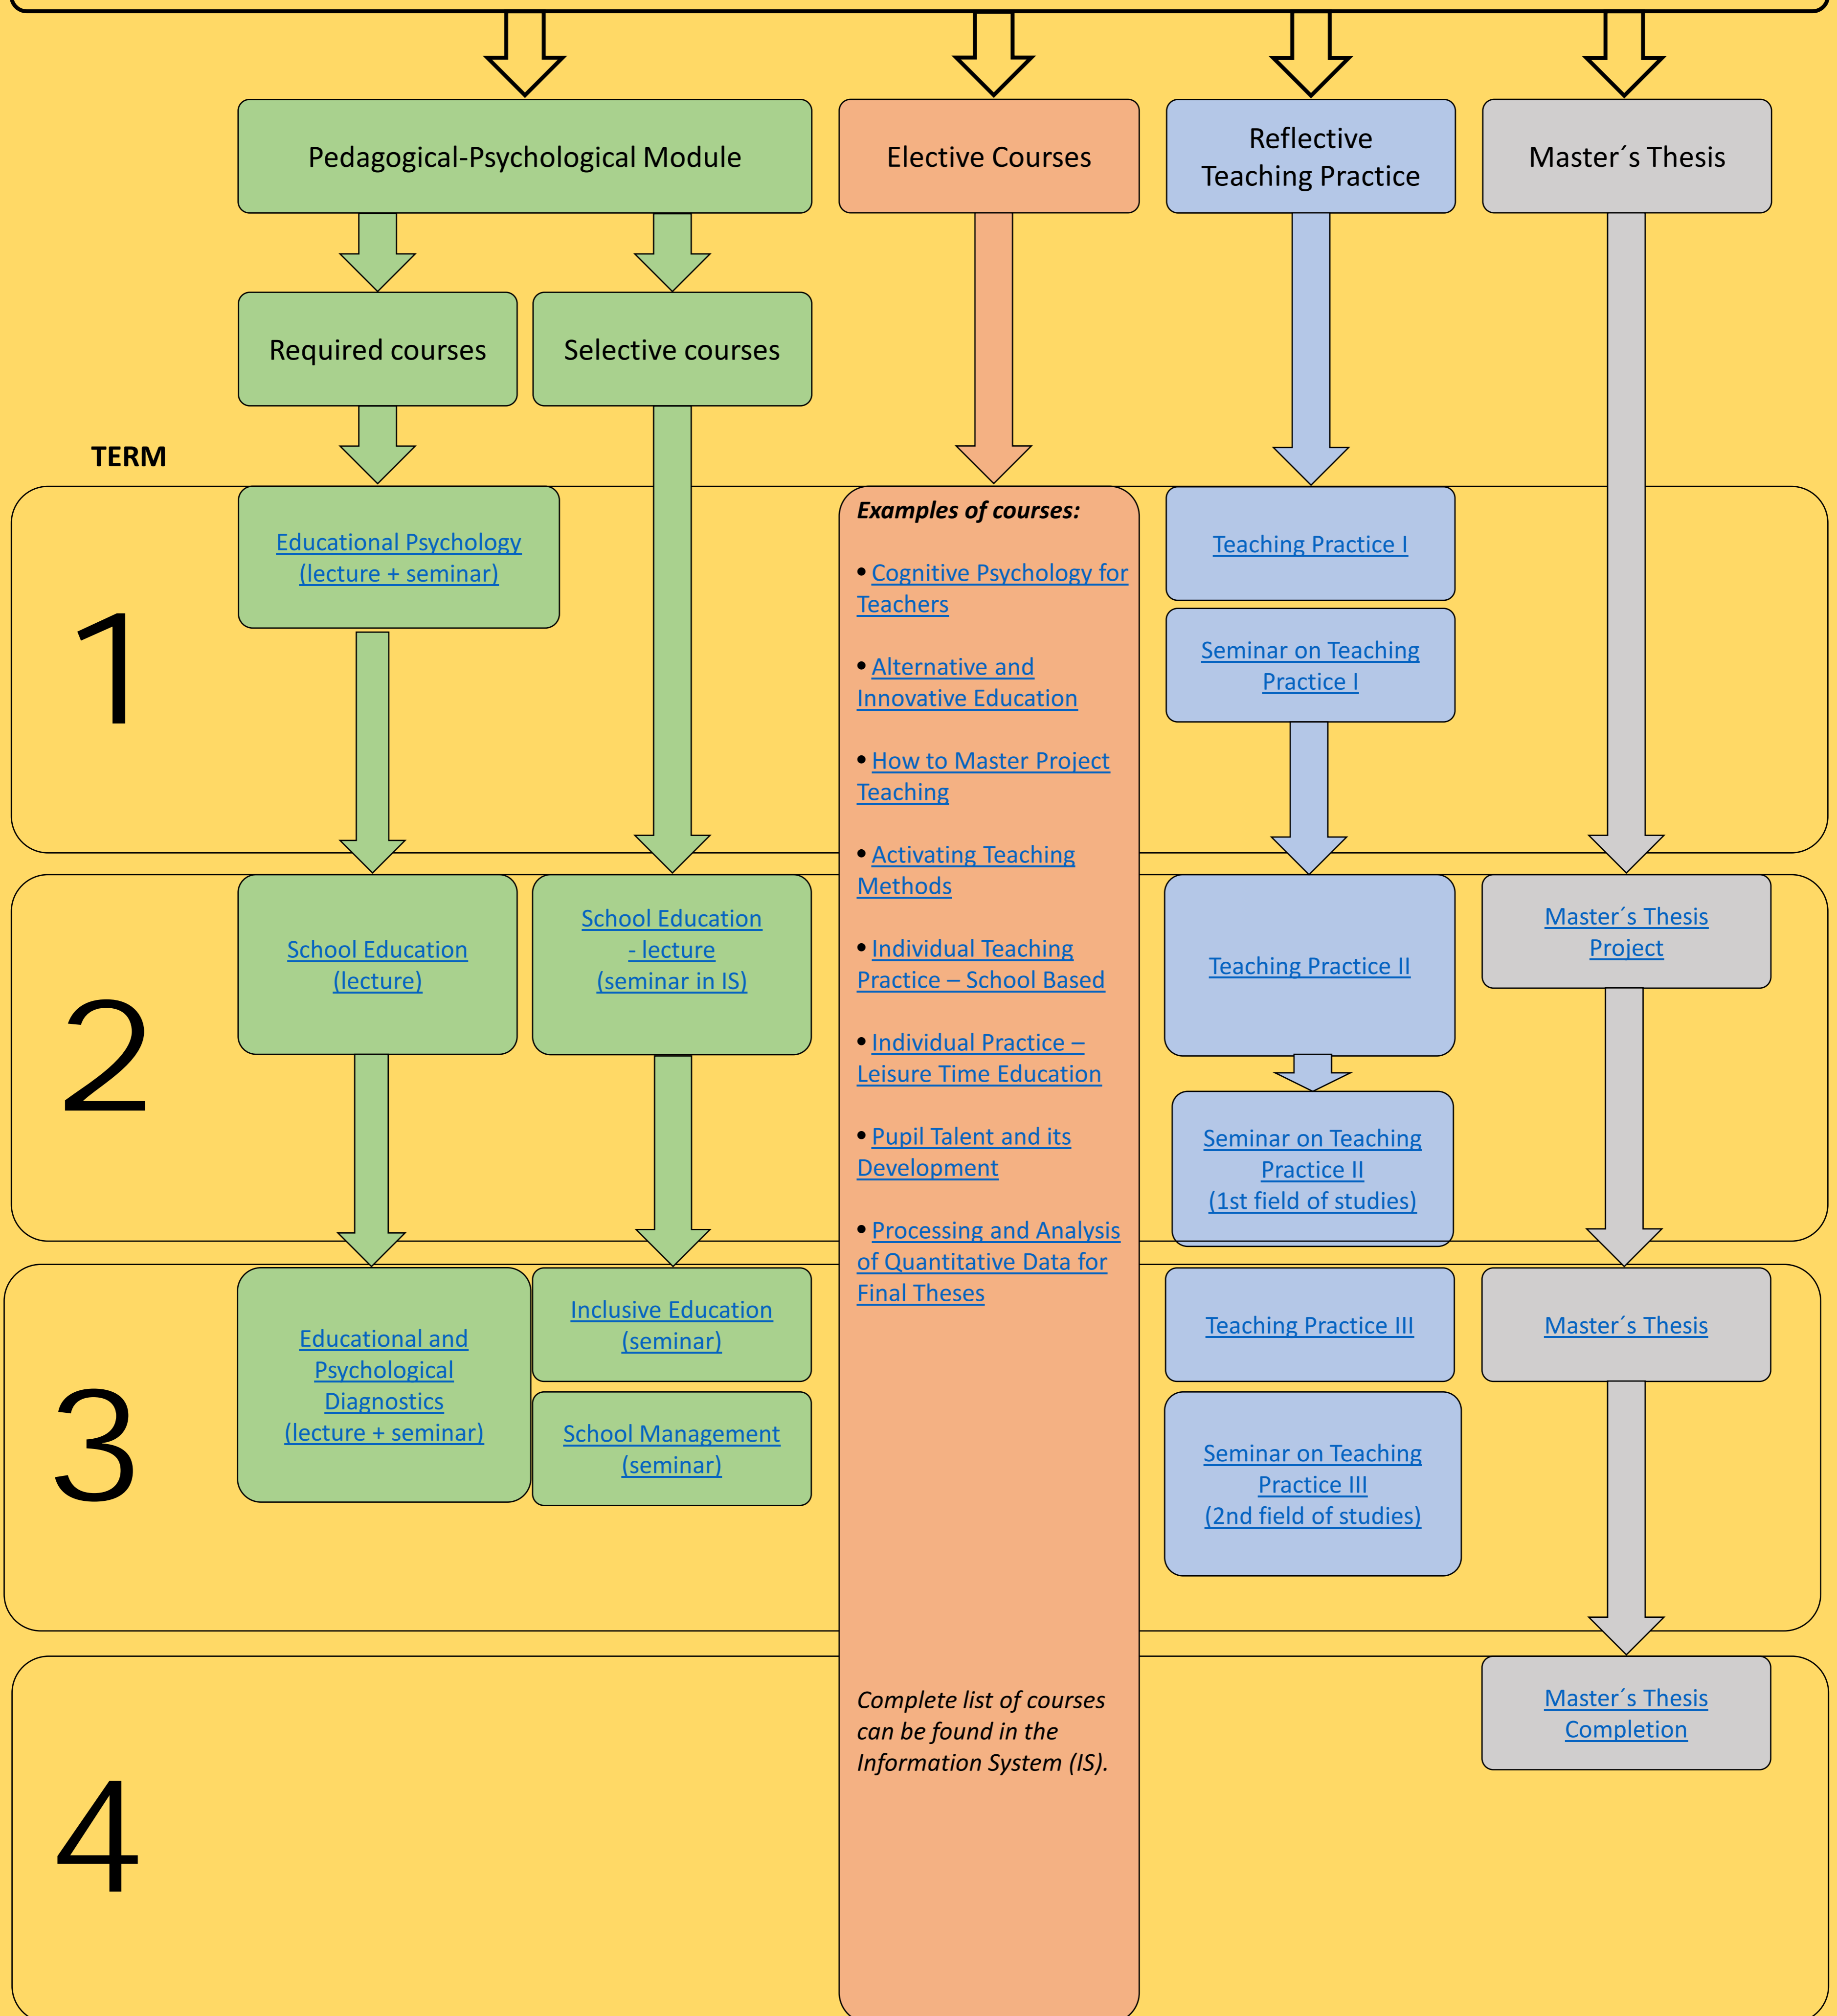 Pedagogical-Psychological Module
Elective Courses
Reflective
Teaching Practice
Master´s Thesis
Required courses
Selective courses
TERM
1
Educational Psychology
(lecture + seminar)
Examples of courses:
• Cognitive Psychology for
Teachers
• Alternative and
Innovative Education
• How to Master Project
Teaching
• Activating Teaching
Methods
• Individual Teaching
Practice – School Based
• Individual Practice –
Leisure Time Education
• Pupil Talent and its
Development
• Processing and Analysis
of Quantitative Data for
Final Theses
Complete list of courses
can be found in the
Information System (IS).
Teaching Practice I
Seminar on Teaching
Practice I
2
School Education
(lecture)
School Education
- lecture
(seminar in IS)
Teaching Practice II
Seminar on Teaching
Practice II
(1st field of studies)
Master´s Thesis
Project
3
Educational and
Psychological
Diagnostics
(lecture + seminar)
Inclusive Education
(seminar)
School Management
(seminar)
Teaching Practice III
Seminar on Teaching
Practice III
(2nd field of studies)
Master´s Thesis
4
Master´s Thesis
Completion